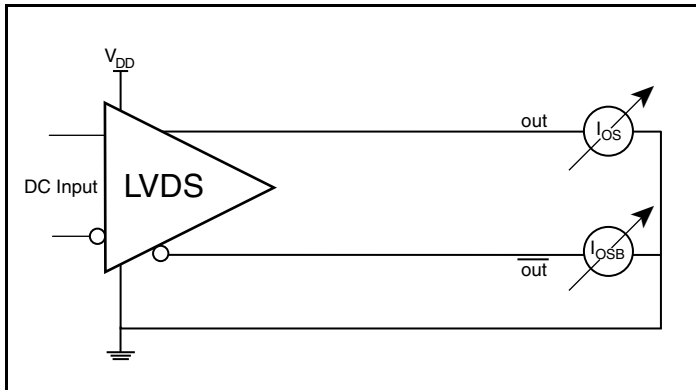 VDD
out
IOS
DC Input
LVDS
IOSB
out